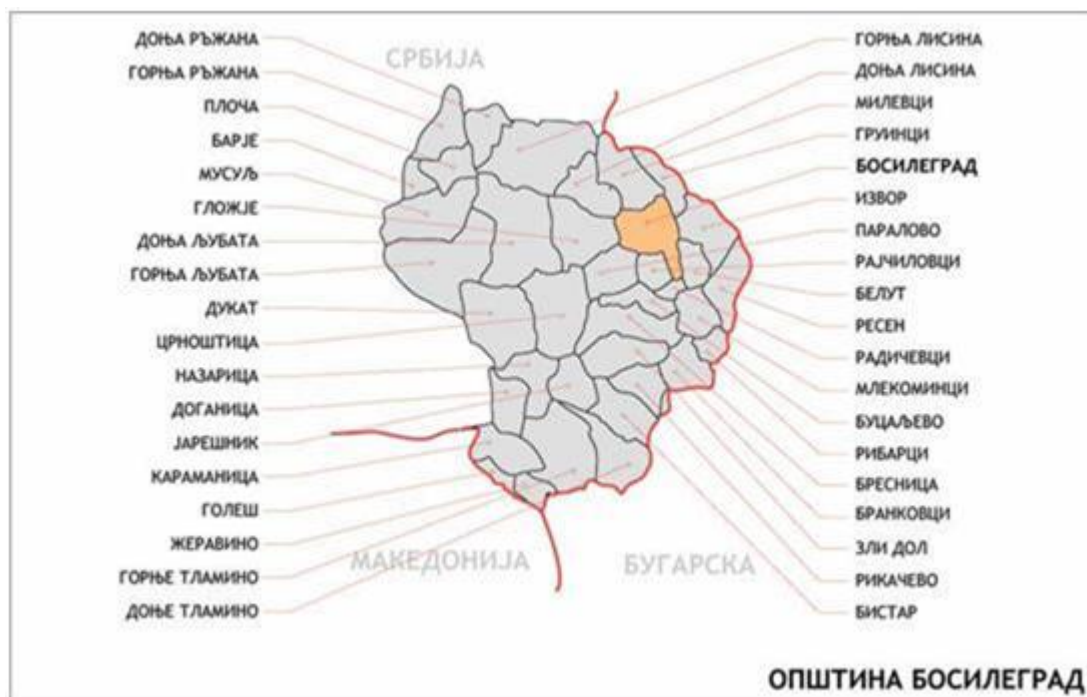 ДОЊА РЪЖАНА
ГОРЊА РЪЖАНА
ПЛОЧА
БАРЈЕ
МУСУЉ
ГЛОЖЈЕ
ДОЊА ЉУБАТА
ГОРЊА ЉУБАТА
ДУКАТ
ЦРНОШТИЦА
НАЗАРИЦА
ДОГАНИЦА
ЈАРЕШНИК
КАРАМАНИЦА
ГОЛЕШ
ЖЕРАВИНО
ГОРЊЕ ТЛАМИНО
ДОЊЕ ТЛАМИНО
СРБИЈА
МАКЕДОНИЈА
БУГАРСКА
ГОРЊА ЛИСИНА
ДОЊА ЛИСИНА
МИЛЕВЦИ
ГРУИНЦИ
БОСИЛЕГРАД
ИЗВОР
ПАРАЛОВО
РАЈЧИЛОВЦИ
БЕЛУТ
РЕСЕН
РАДИЧЕВЦИ
МЛЕКОМИНЦИ
БУЦАЉЕВО
РИБАРЦИ
БРЕСНИЦА
БРАНКОВЦИ
ЗЛИ ДОЛ
РИКАЧЕВО
БИСТАР
ОПШТИНА БОСИЛЕГРАД